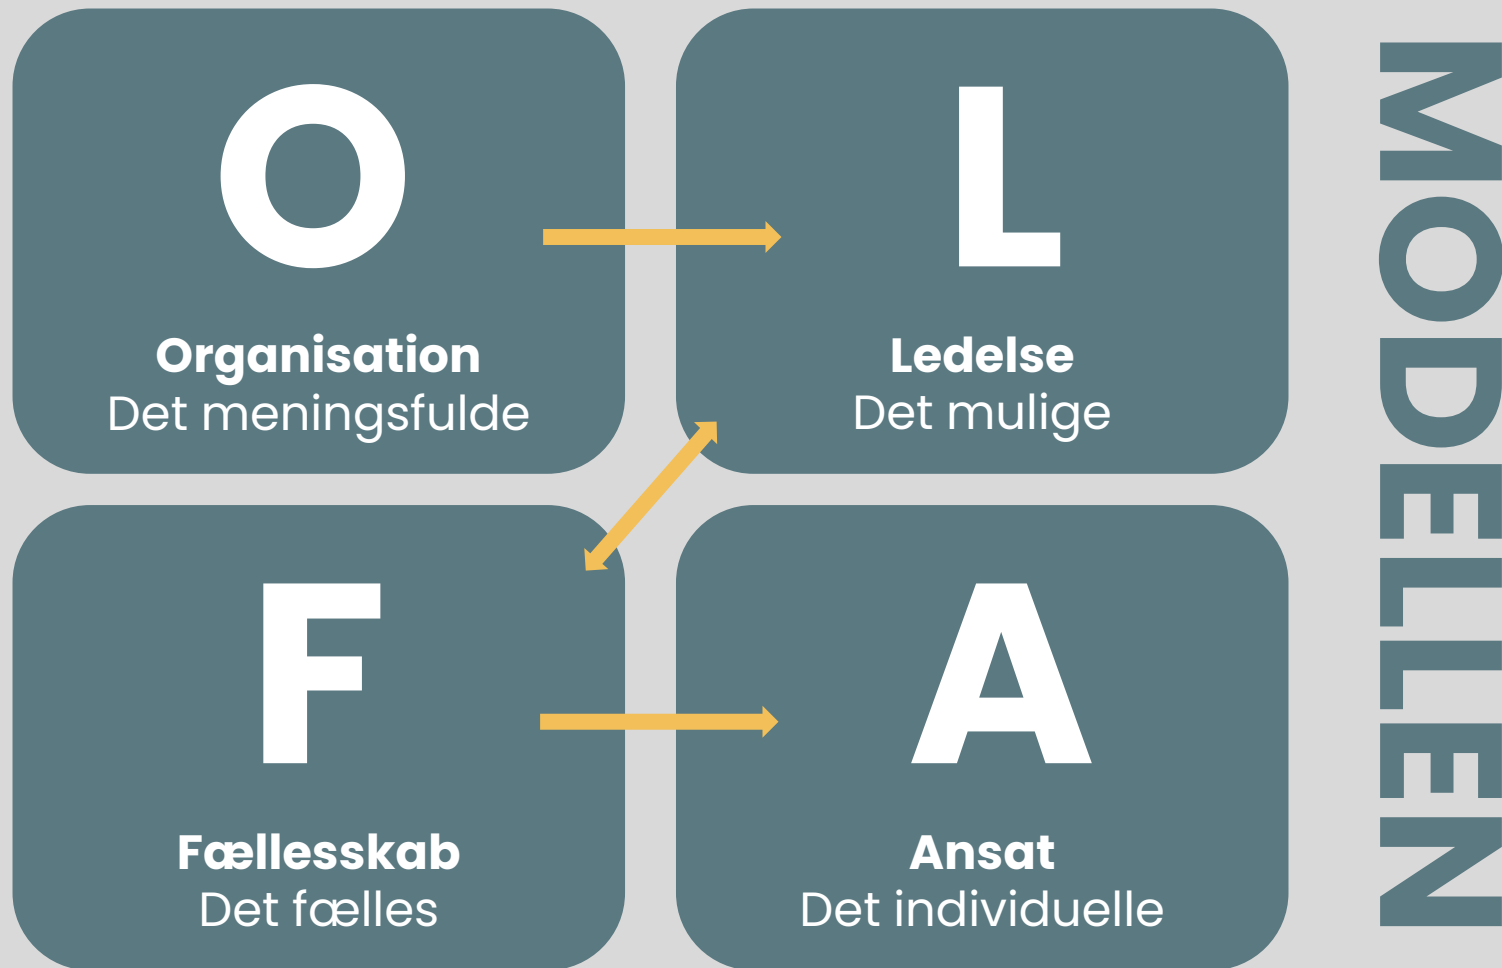 O
Organisation
Det meningsfulde
L
Ledelse
Det mulige
F
Fællesskab
Det fælles
A
Ansat
Det individuelle
MODELLEN